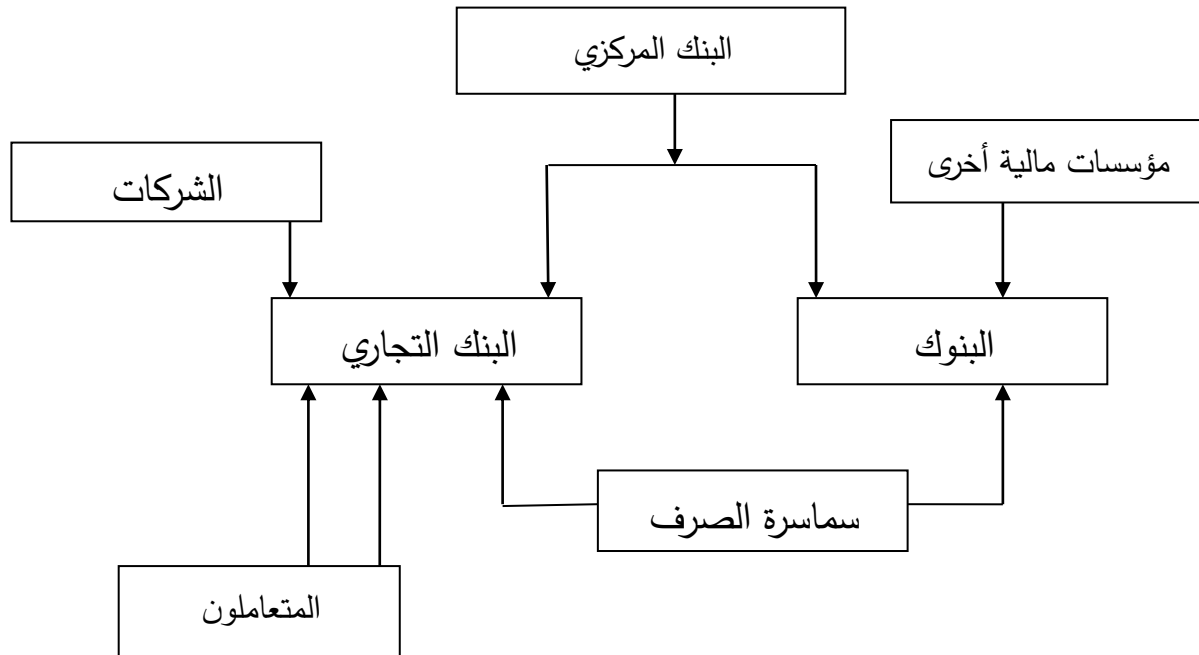 البنك المركزي
مؤسسات مالية أخرى
الشركات
البنوك
البنك التجاري
سماسرة الصرف
المتعاملون